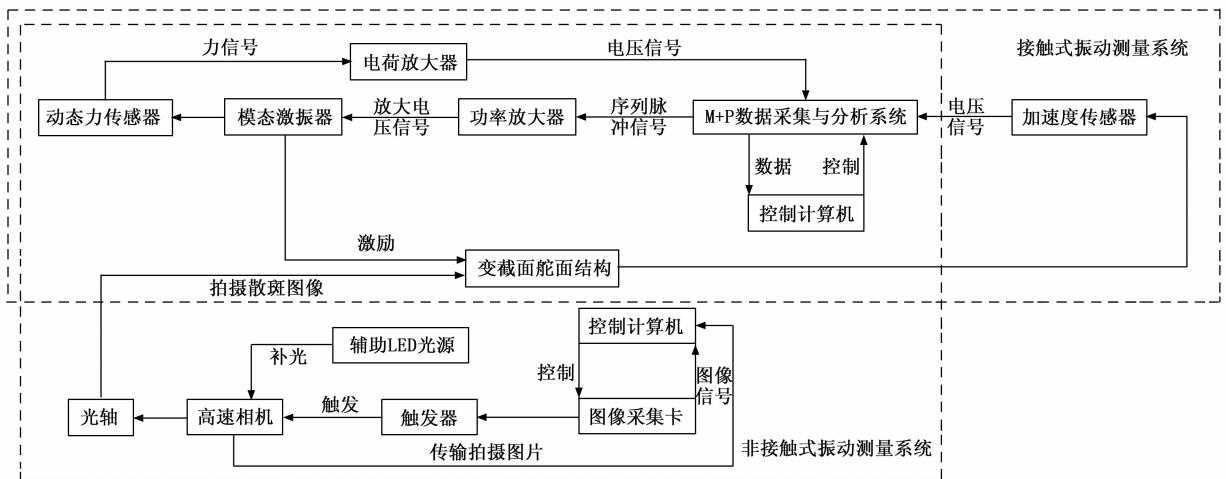 力信号
电荷放大器
电压信号
接触式振动测量系统
动态力传感器
模态激振器
放大电
压信号
功率放大器
序列脉
冲信号
M+P数据采集与分析系统
电压
信号
加速度传感器
数据
控制
控制计算机
激励
变截面舵面结构
拍摄散斑图像
控制计算机
辅助LED光源
补光
控制
图像
信号
光轴
高速相机
触发
触发器
图像采集卡
传输拍摄图片
非接触式振动测量系统